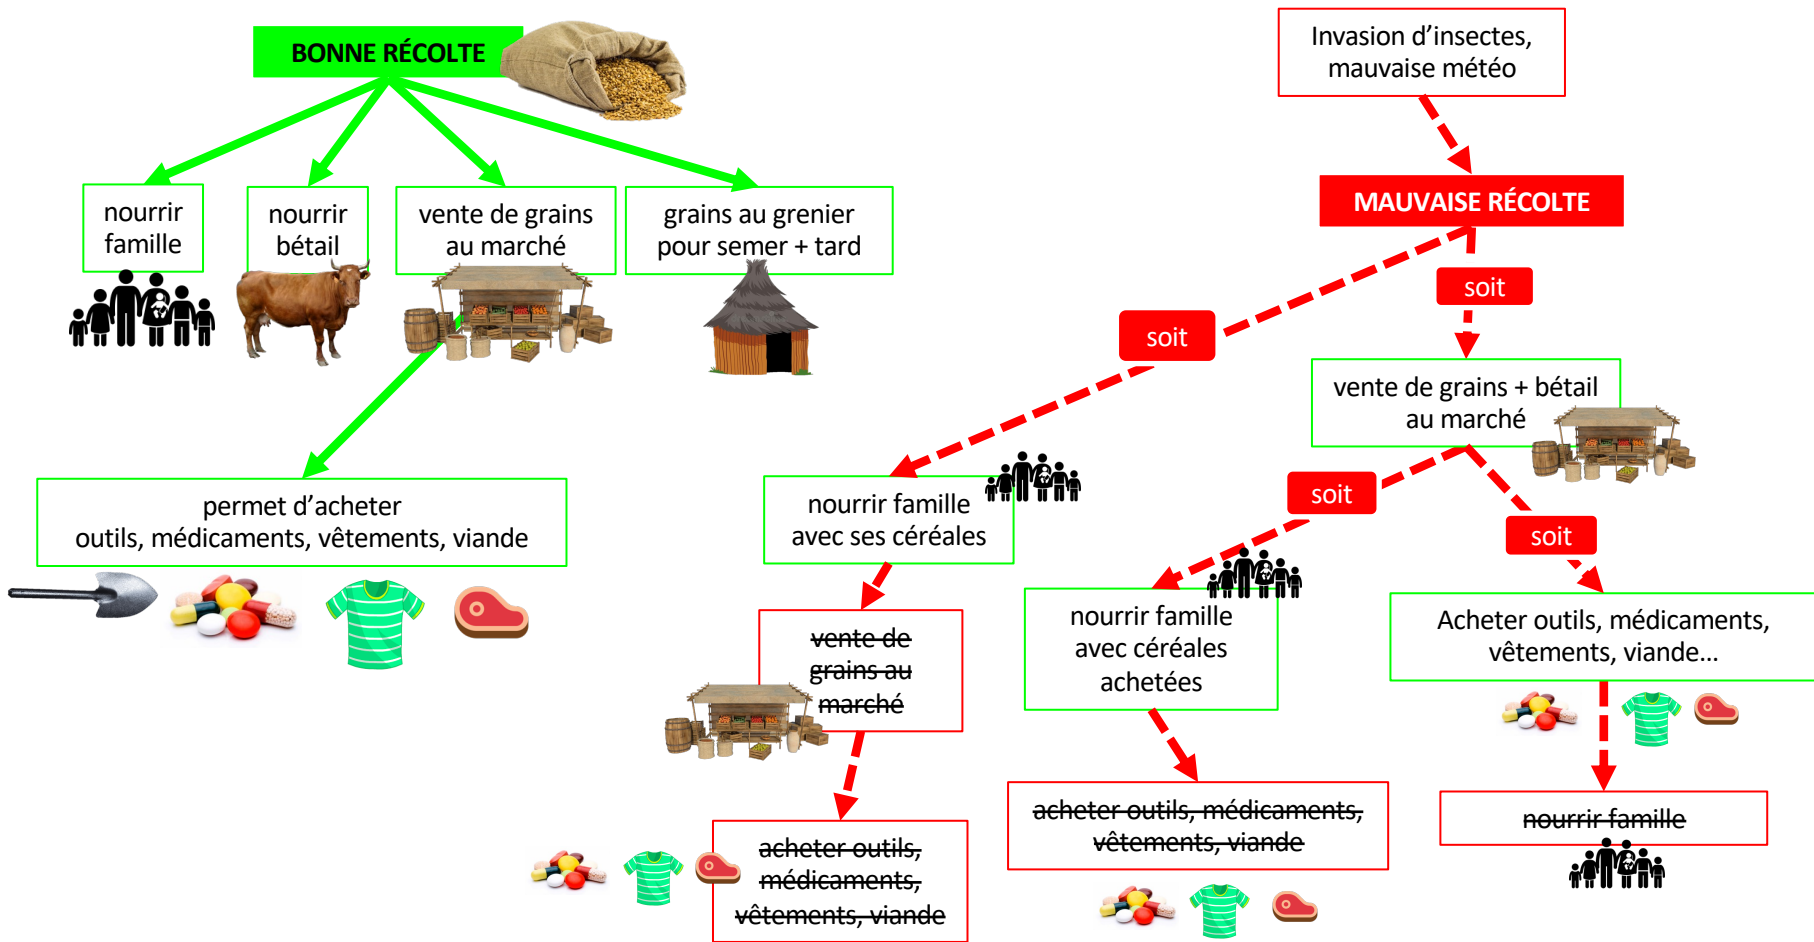 BONNE RÉCOLTE
nourrir
famille
nourrir
bétail
vente de grains
au marché
grains au grenier
pour semer + tard
permet d'acheter
outils, médicaments, vêtements, viande
Invasion d'insectes,
mauvaise météo
MAUVAISE RÉCOLTE
soit
soit
vente de grains + bétail
au marché
nourrir famille
avec ses céréales
vente de
grains au
marché
acheter outils,
médicaments,
vêtements, viande
soit
soit
nourrir famille
avec céréales
achetées
acheter outils, médicaments,
vêtements, viande
Acheter outils, médicaments,
vêtements, viande…
nourrir famille